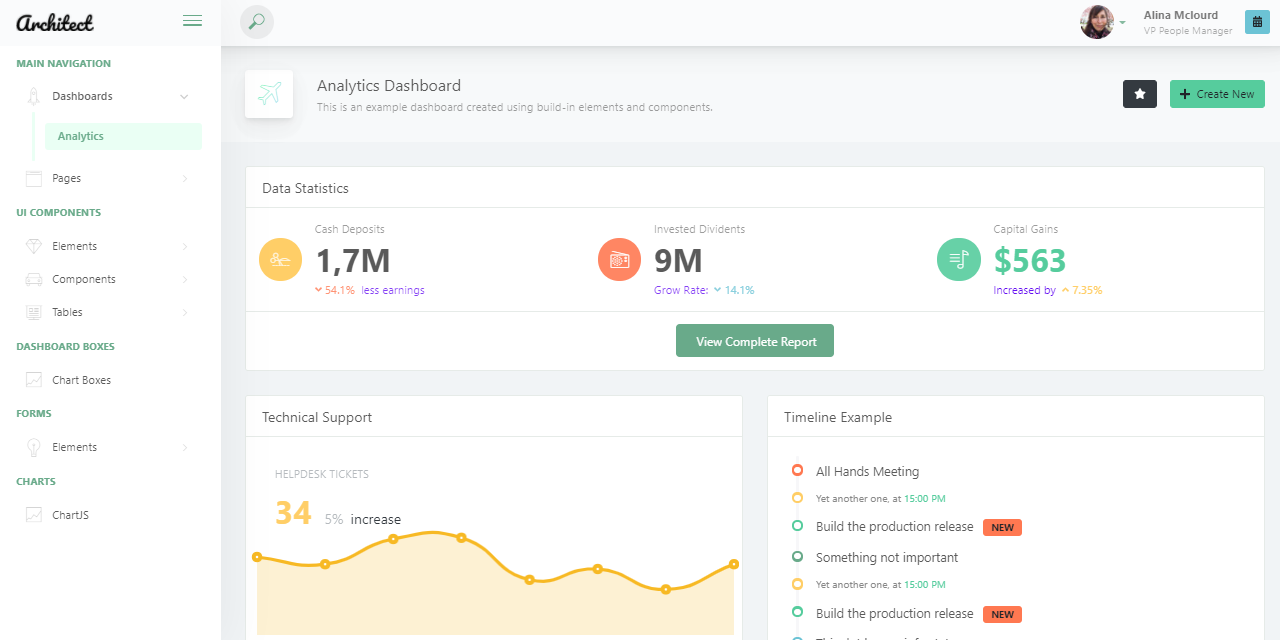 Architect
Alina Mclourd
VP People Manager
MAIN NAVIGATION
Dashboards
Analytics
Pages
UI COMPONENTS
Elements
Components
Tables
DASHBOARD BOXES
Chart Boxes
FORMS
Elements
CHARTS
ChartJS
Analytics Dashboard
This is an example dashboard created using build-in elements and components.
Create New
Data Statistics
Cash Deposits
1,7M
54.1% less earnings
Invested Dividents
9M
Grow Rate: 14.1%
Capital Gains
$563
Increased by 7.35%
View Complete Report
Technical Support
HELPDESK TICKETS
34 5% increase
Timeline Example
All Hands Meeting
Yet another one, at 15:00 PM
Build the production release NEW
Something not important
Yet another one, at 15:00 PM
Build the production release NEW